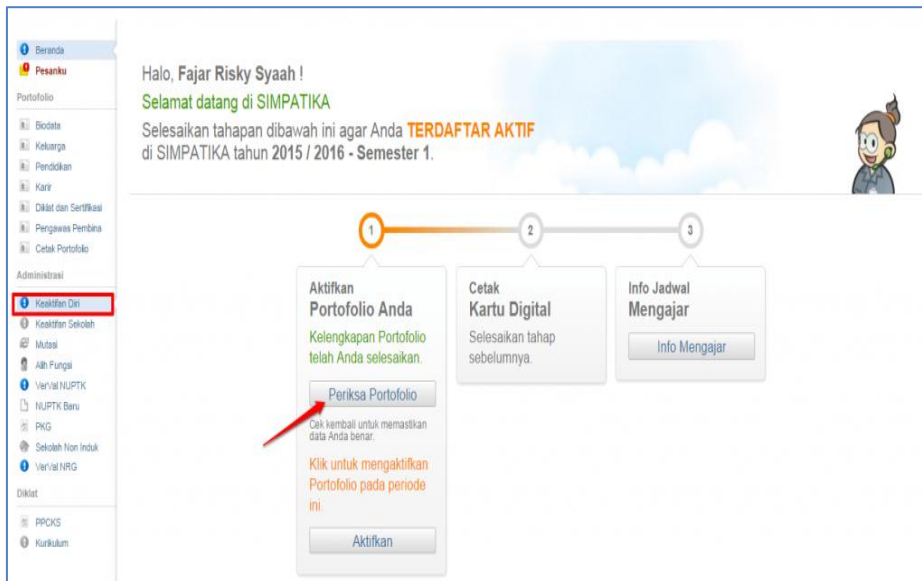 Beranda
Pesanku
Portofolio
Biodata
Keluarga
Pendidikan
Karir
Diklat dan Sertifikasi
Pengawas Pembina
Cetak Portofolio
Administrasi
Keaktifan Diri
Keaktifan Sekolah
Mutasi
Alih Fungsi
VerVal NUPTK
NUPTK Baru
PKG
Sekolah Non Induk
VerVal NRG
Diklat
PPCKS
Kurikulum
Halo, Fajar Risky Syaah !
Selamat datang di SIMPATIKA
Selesaikan tahapan dibawah ini agar Anda TERDAFTAR AKTIF
di SIMPATIKA tahun 2015 / 2016 - Semester 1.
1
Aktifkan
Portofolio Anda
Kelengkapan Portofolio
telah Anda selesaikan.
Periksa Portofolio
Cek kembali untuk memastikan
data Anda benar.
Klik untuk mengaktifkan
Portofolio pada periode
ini.
Aktifkan
2
Cetak
Kartu Digital
Selesaikan tahap
sebelumnya.
3
Info Jadwal
Mengajar
Info Mengajar